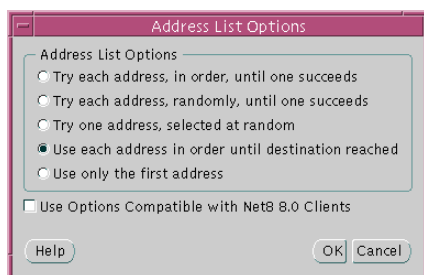 Address List Options
Address List Options
Try each address, in order, until one succeeds
Try each address, randomly, until one succeeds
Try one address, selected at random
Use each address in order until destination reached
Use only the first address
Use Options Compatible with Net8 8.0 Clients
Help OK Cancel